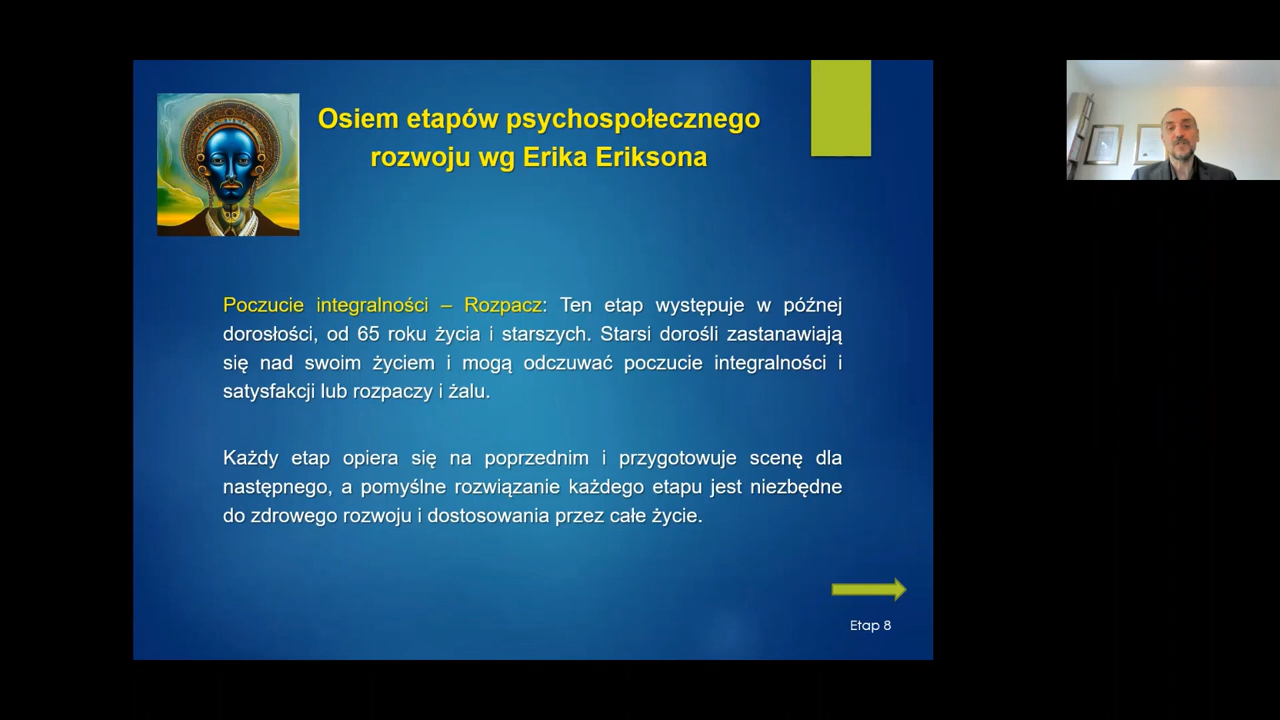 Osiem etapów psychospołecznego
rozwoju wg Erika Eriksona
Poczucie integralności – Rozpacz: Ten etap występuje w późnej
dorosłości, od 65 roku życia i starszych. Starsi dorośli zastanawiają
się nad swoim życiem i mogą odczuwać poczucie integralności i
satysfakcji lub rozpaczy i żalu.
Każdy etap opiera się na poprzednim i przygotowuje scenę dla
następnego, a pomyślne rozwiązanie każdego etapu jest niezbędne
do zdrowego rozwoju i dostosowania przez całe życie.
Etap 8